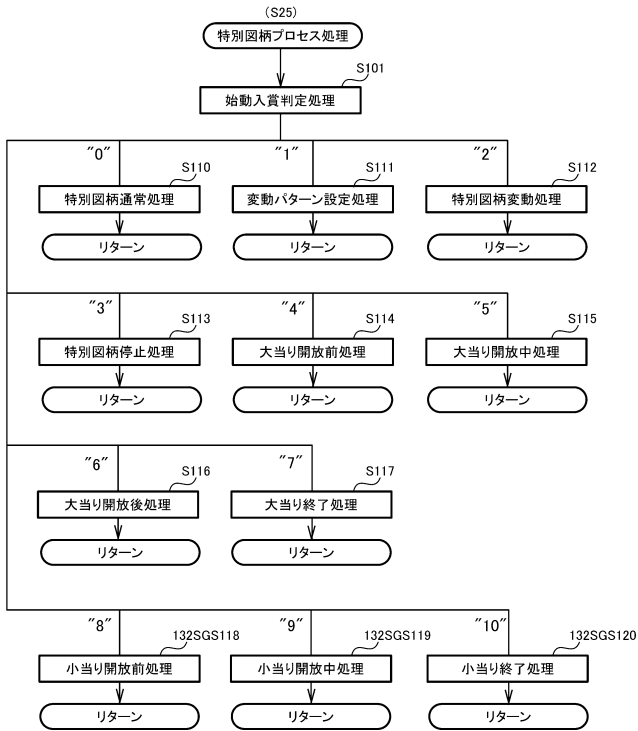 (S25)
特別図柄プロセス処理
S101
始動入賞判定処理
"0"
"1"
"2"
S110
S111
S112
特別図柄通常処理
変動パターン設定処理
特別図柄変動処理
リターン
リターン
リターン
"3"
"4"
"5"
S113
S114
S115
特別図柄停止処理
大当り開放前処理
大当り開放中処理
リターン
リターン
リターン
"6"
"7"
S116
S117
大当り開放後処理
大当り終了処理
リターン
リターン
"8"
"9"
"10"
132SGS118
132SGS119
132SGS120
小当り開放前処理
小当り開放中処理
小当り終了処理
リターン
リターン
リターン